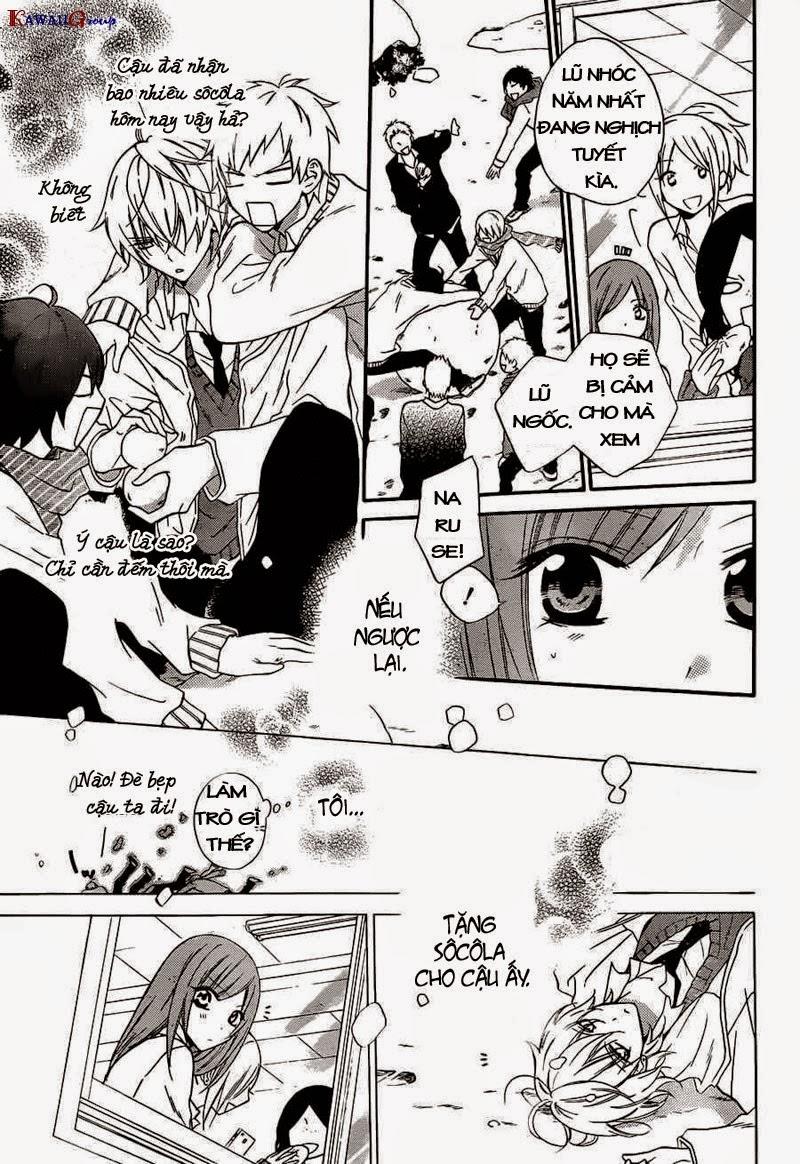 KAWAII GROUP
LŨ NHÓC
NĂM NHẤT
ĐANG NGHỊCH
TUYẾT
KÌA.
HỌ SẼ
BỊ CẢM
CHO MÀ
XEM
LŨ
NGỐC.
Cậu đã nhận
bao nhiêu sôcôla
hôm nay vậy hả?
Không
biết
Ý cậu là sao?
Chỉ cần đếm thôi mà.
NA
RU
SE!
!
NẾU
NGƯỢC
LẠI.
TÔI...
LÀM
TRÒ GÌ
THẾ?
Nào! Đè bẹp
cậu ta đi!
TẶNG
SÔCÔLA
CHO CẬU ẤY.